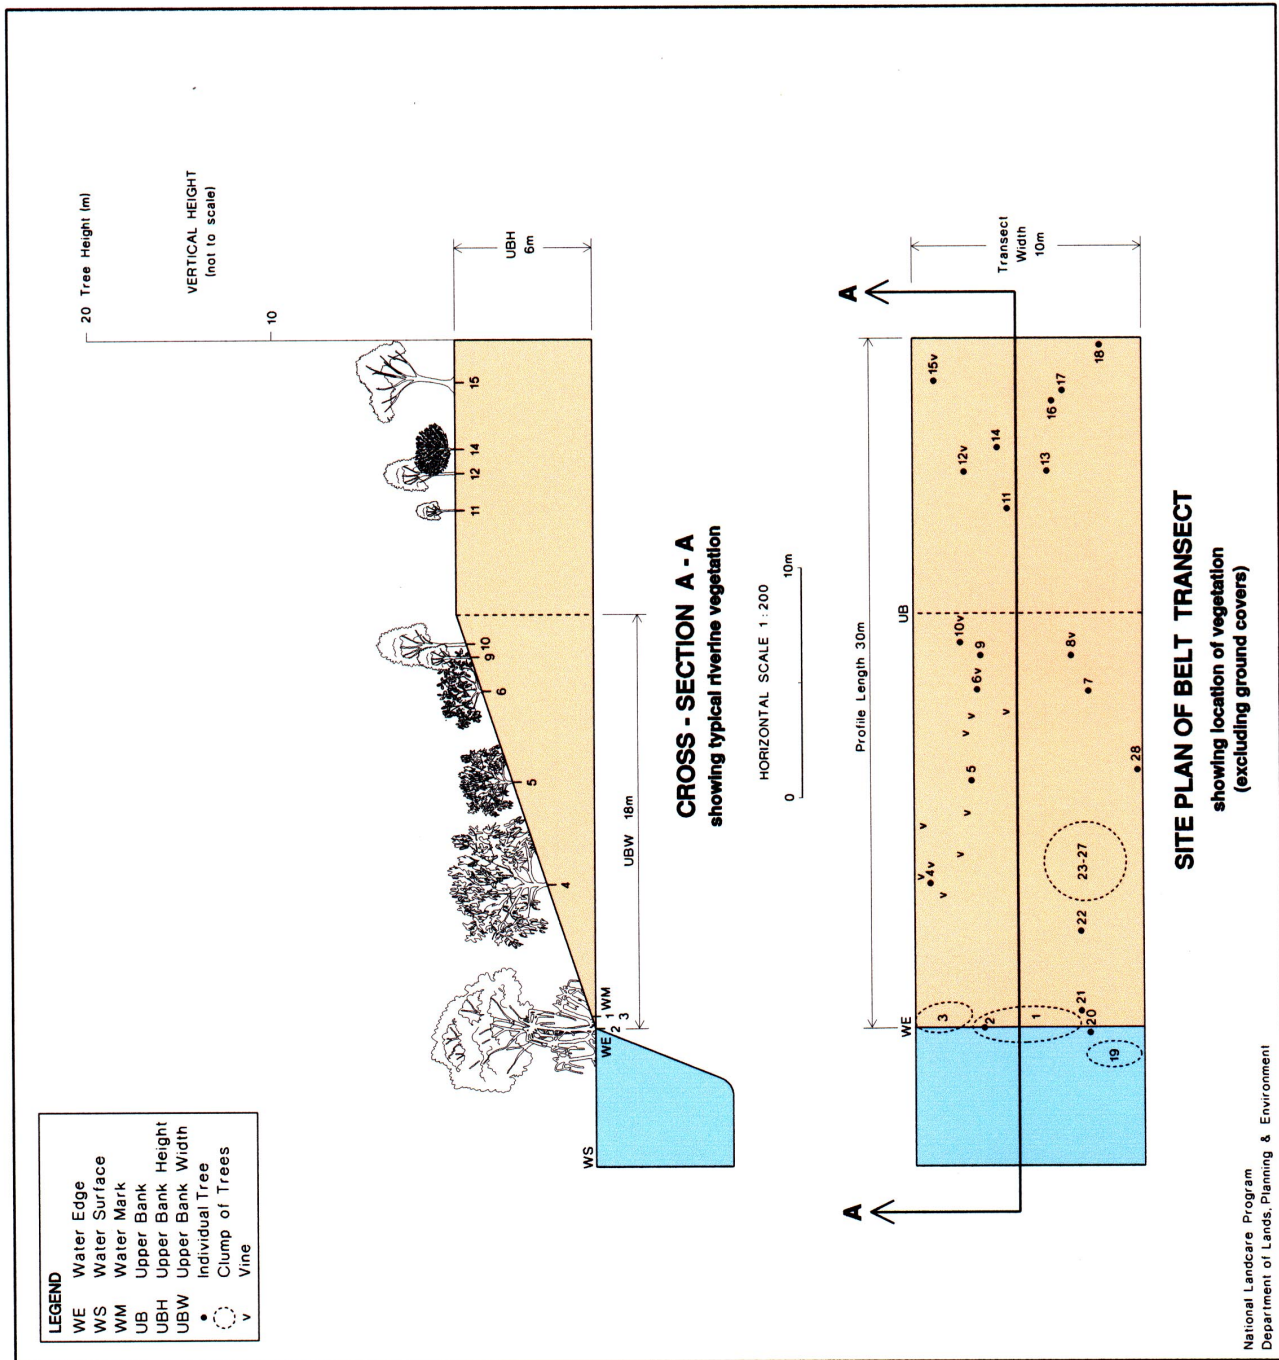 LEGEND
WE Water Edge
WS Water Surface
WM Water Mark
UB Upper Bank
UBH Upper Bank Height
UBW Upper Bank Width
• Individual Tree
Clump of Trees
v Vine
20 Tree Height (m)
VERTICAL HEIGHT
(not to scale)
10
UBH
6m
WS
WE
WM
2
1
3
4
5
6
9
10
11
12
14
15
UBW 18m
CROSS - SECTION A - A
showing typical riverine vegetation
HORIZONTAL SCALE 1:200
0
10m
A
A
Profile Length 30m
Transect
Width
10m
WE
UB
3
2
1
19
20
21
22
23-27
28
4v
v
v
v
v
v
5
v
v
v
6v
7
8v
9
10v
11
12v
13
14
15v
16
17
18
SITE PLAN OF BELT TRANSECT
showing location of vegetation
(excluding ground covers)
National Landcare Program
Department of Lands, Planning & Environment